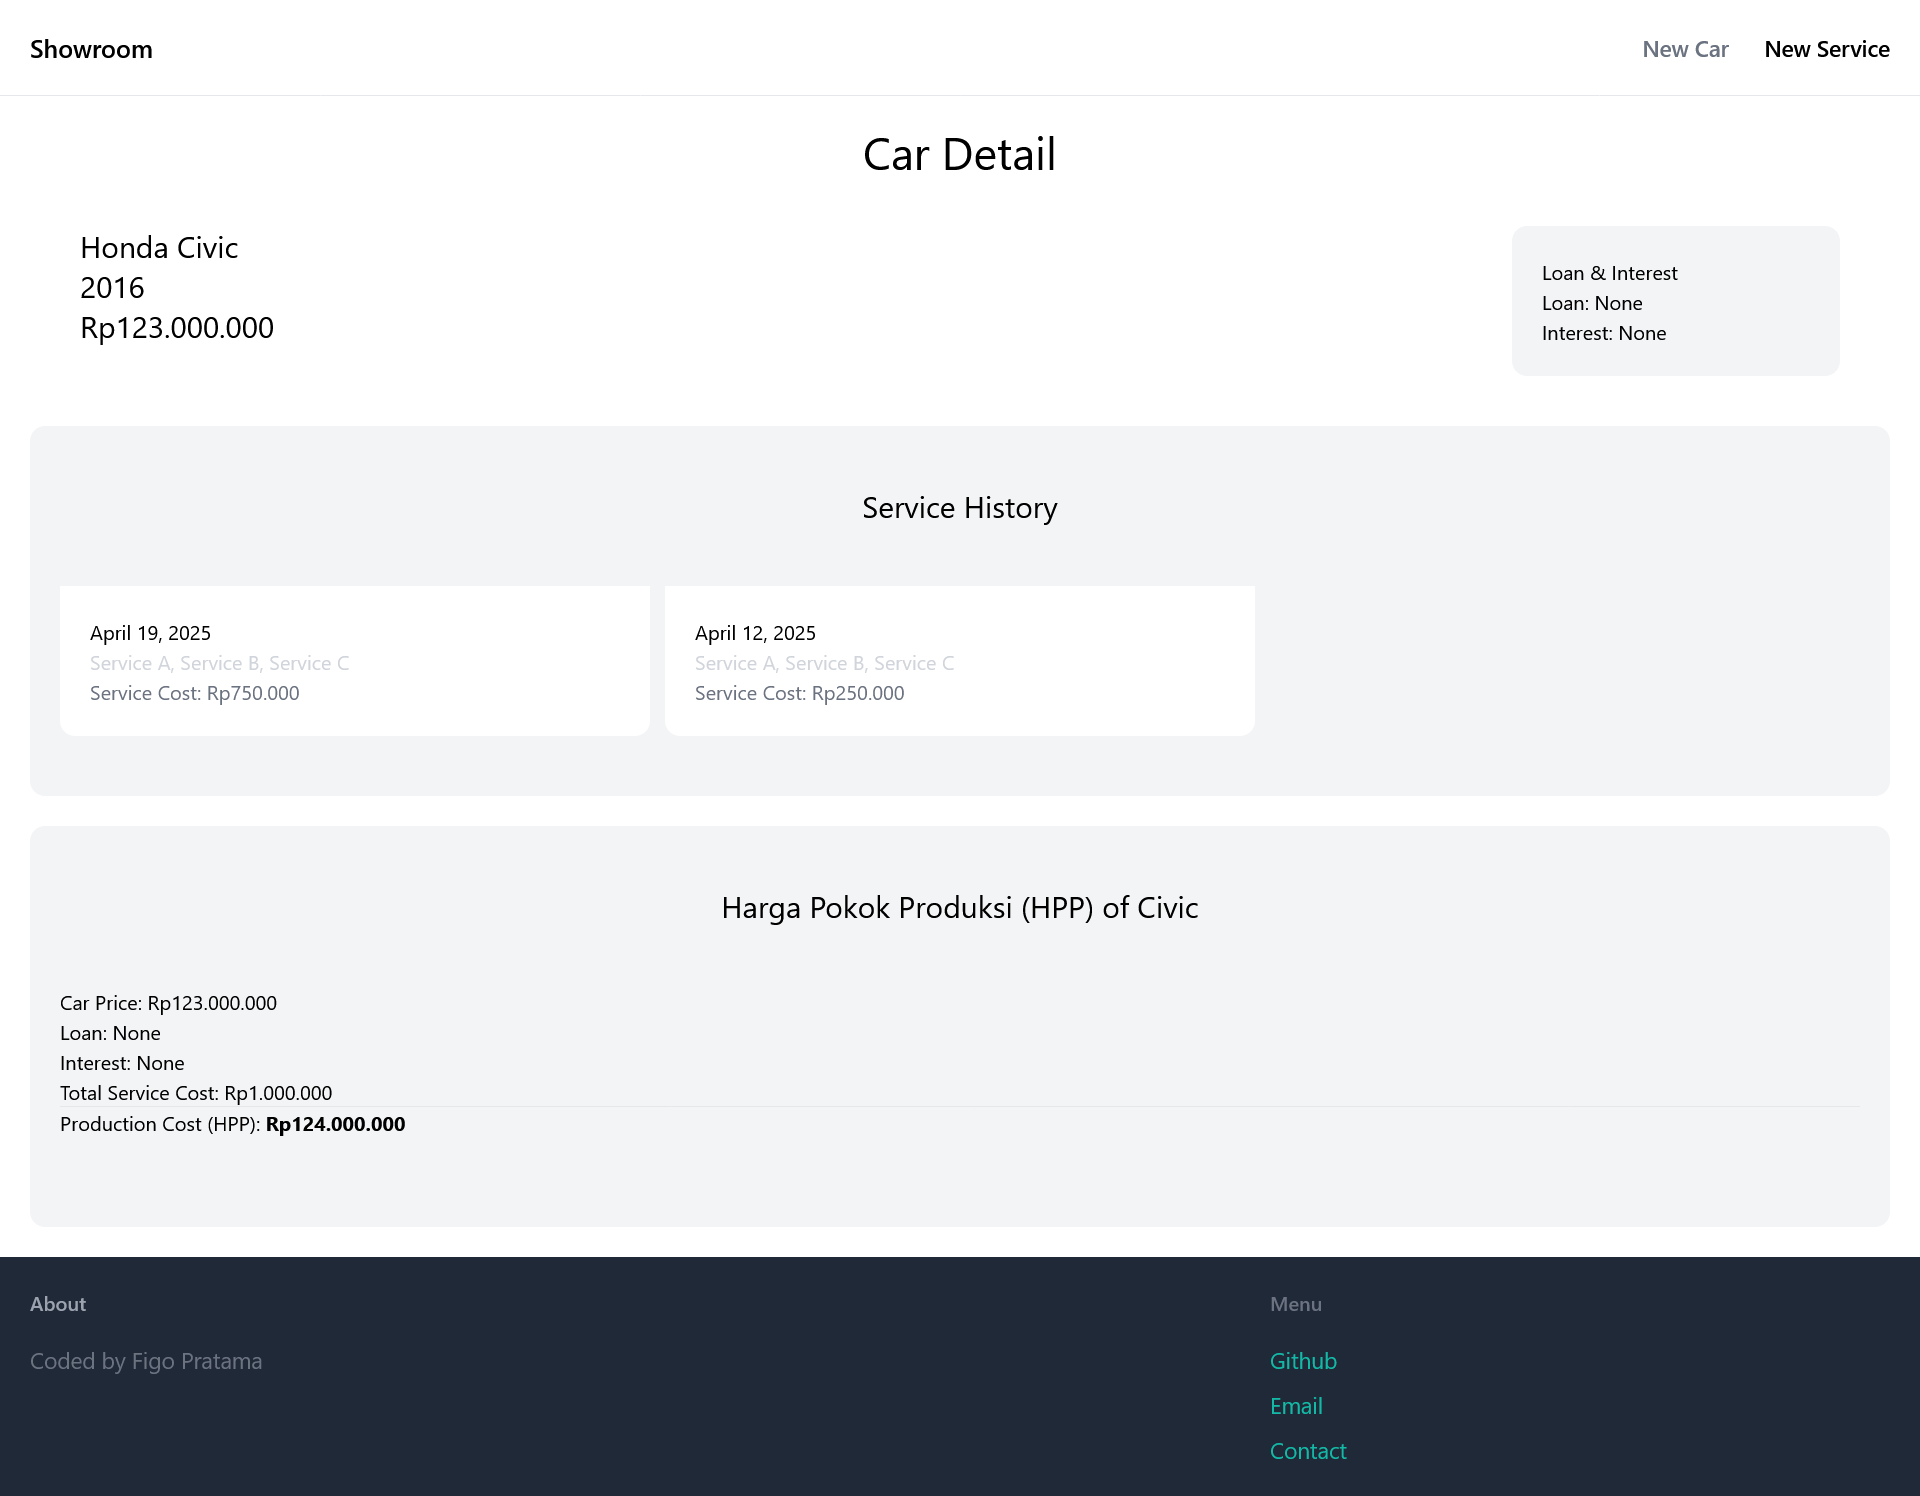 Showroom
New Car
New Service
Car Detail
Honda Civic
2016
Rp123.000.000
Loan & Interest
Loan: None
Interest: None
Service History
April 19, 2025
Service A, Service B, Service C
Service Cost: Rp750.000
April 12, 2025
Service A, Service B, Service C
Service Cost: Rp250.000
Harga Pokok Produksi (HPP) of Civic
Car Price: Rp123.000.000
Loan: None
Interest: None
Total Service Cost: Rp1.000.000
Production Cost (HPP): Rp124.000.000
About
Coded by Figo Pratama
Menu
Github
Email
Contact